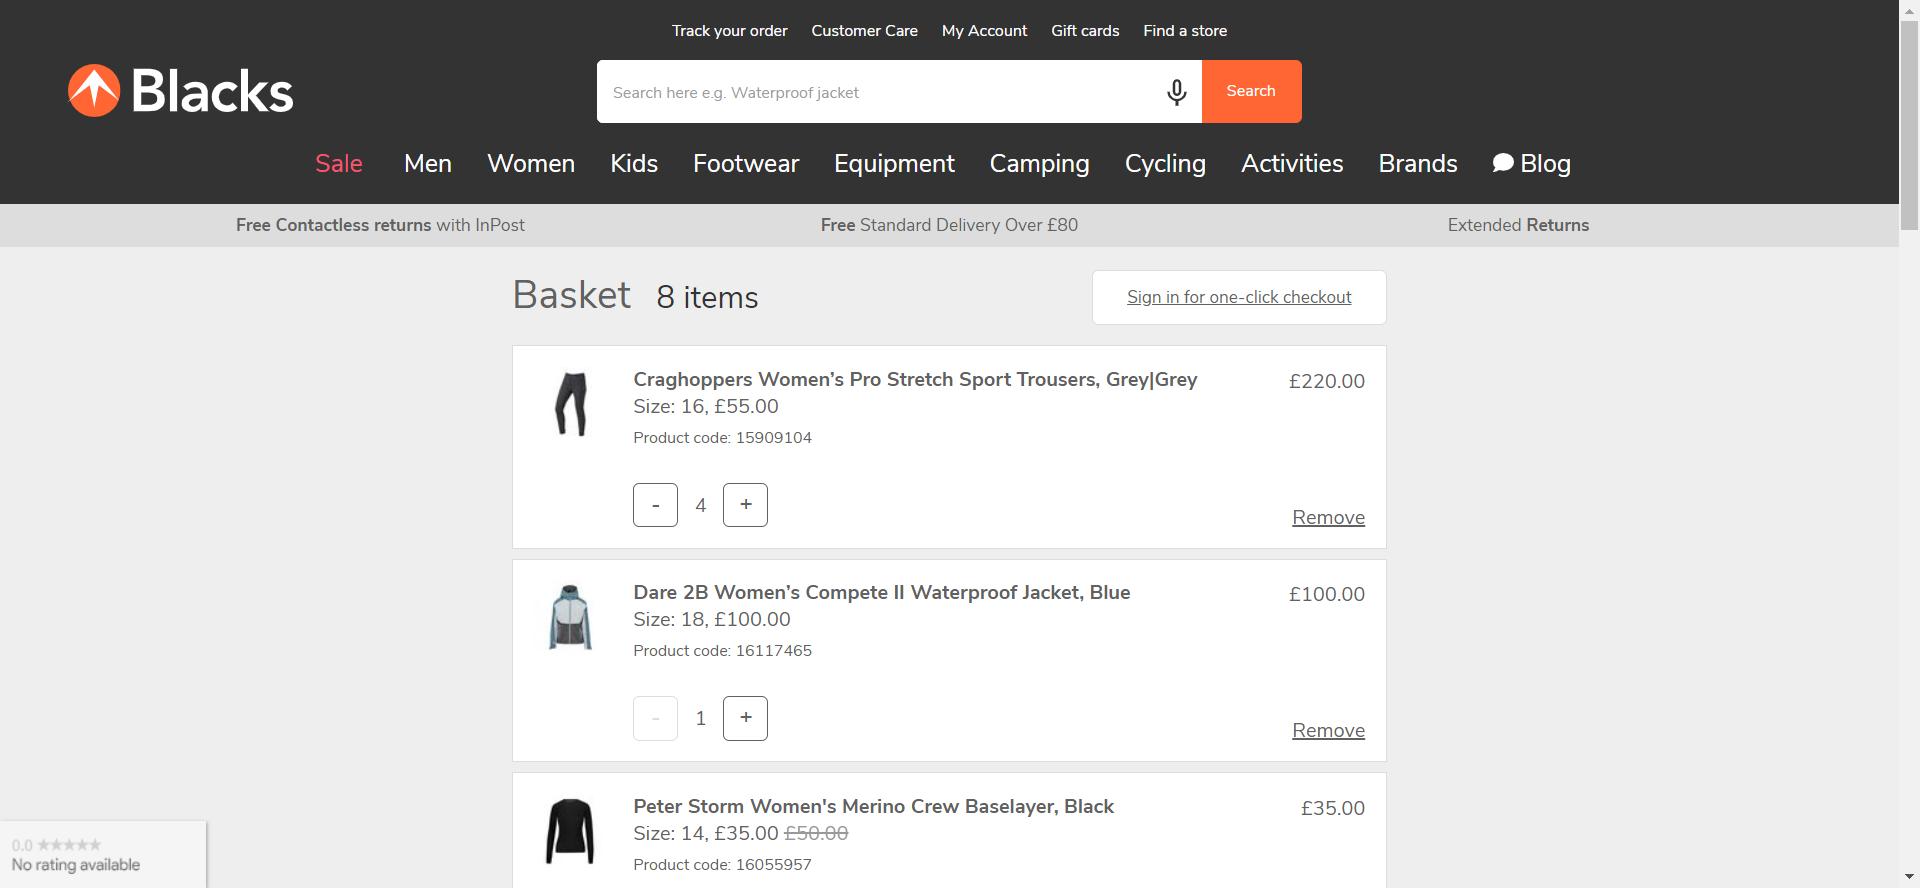 Track your order Customer Care My Account Gift cards Find a store
Blacks
Search here e.g. Waterproof jacket Search
Sale Men Women Kids Footwear Equipment Camping Cycling Activities Brands Blog
Free Contactless returns with InPost Free Standard Delivery Over £80 Extended Returns
Basket 8 items Sign in for one-click checkout
Craghoppers Women’s Pro Stretch Sport Trousers, Grey|Grey £220.00
Size: 16, £55.00
Product code: 15909104
- 4 +
Remove
Dare 2B Women’s Compete II Waterproof Jacket, Blue £100.00
Size: 18, £100.00
Product code: 16117465
- 1 +
Remove
Peter Storm Women's Merino Crew Baselayer, Black £35.00
Size: 14, £35.00 £50.00
Product code: 16055957
0.0
No rating available